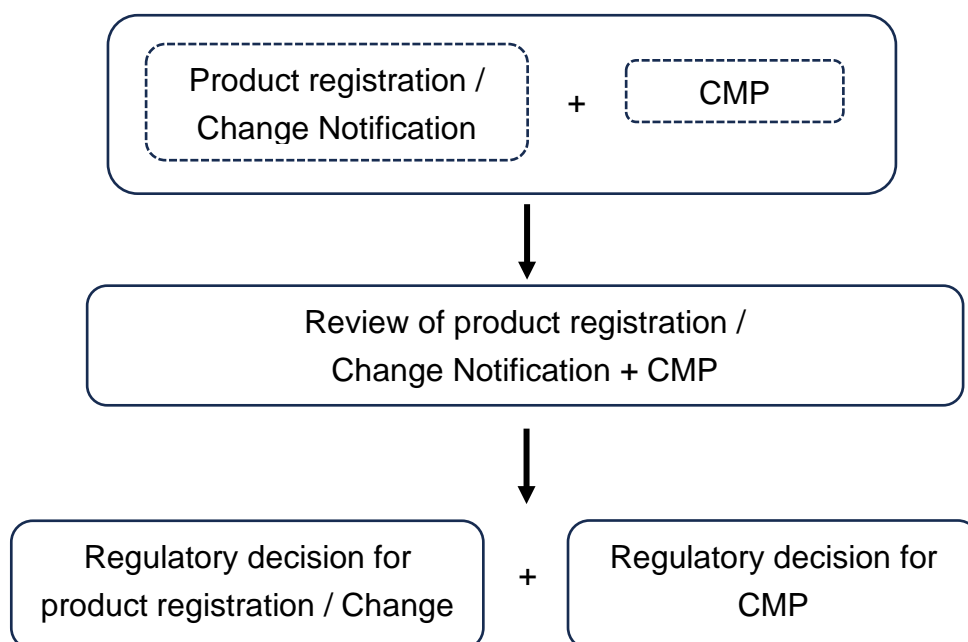 Product registration /
Change Notification
+
CMP
Review of product registration /
Change Notification + CMP
Regulatory decision for
product registration / Change
+
Regulatory decision for
CMP